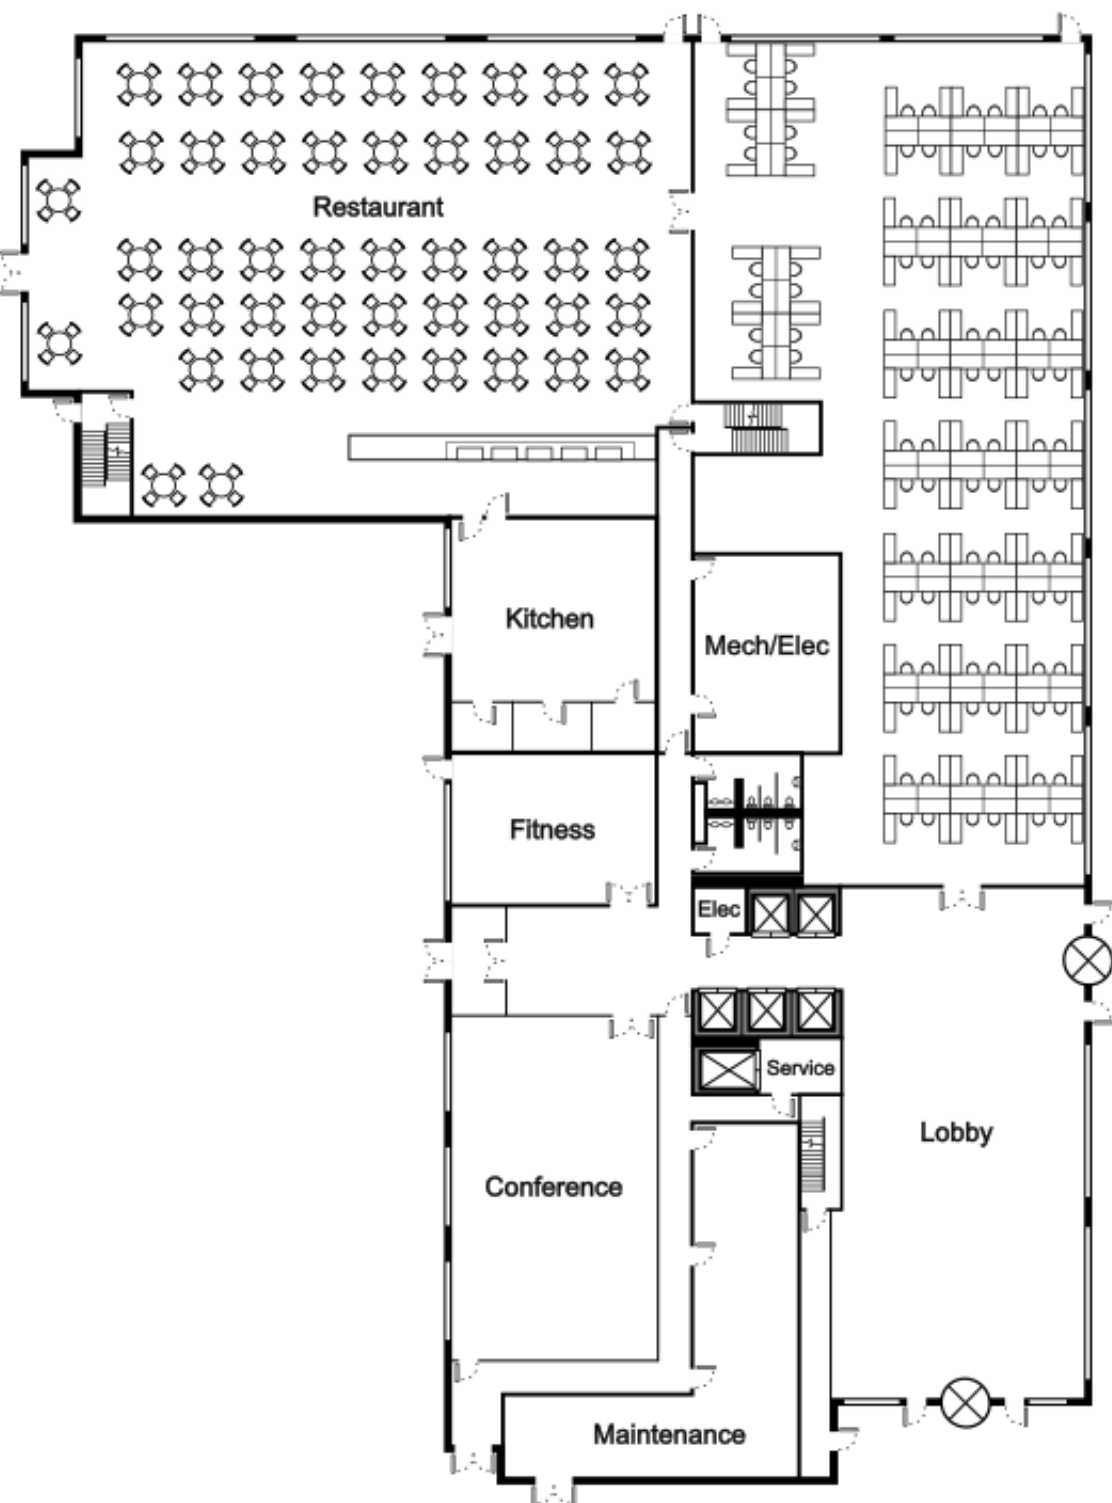 Restaurant
Kitchen
Mech/Elec
Fitness
Elec
Service
Lobby
Conference
Maintenance